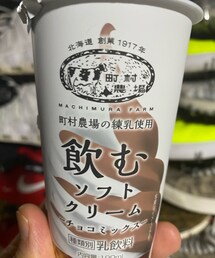 北海道 創業1917年
町村農場
MACHIMURA FARM
町村農場の練乳使用
飲む
ソフト
クリーム
チョコミックス
種類別 乳飲料